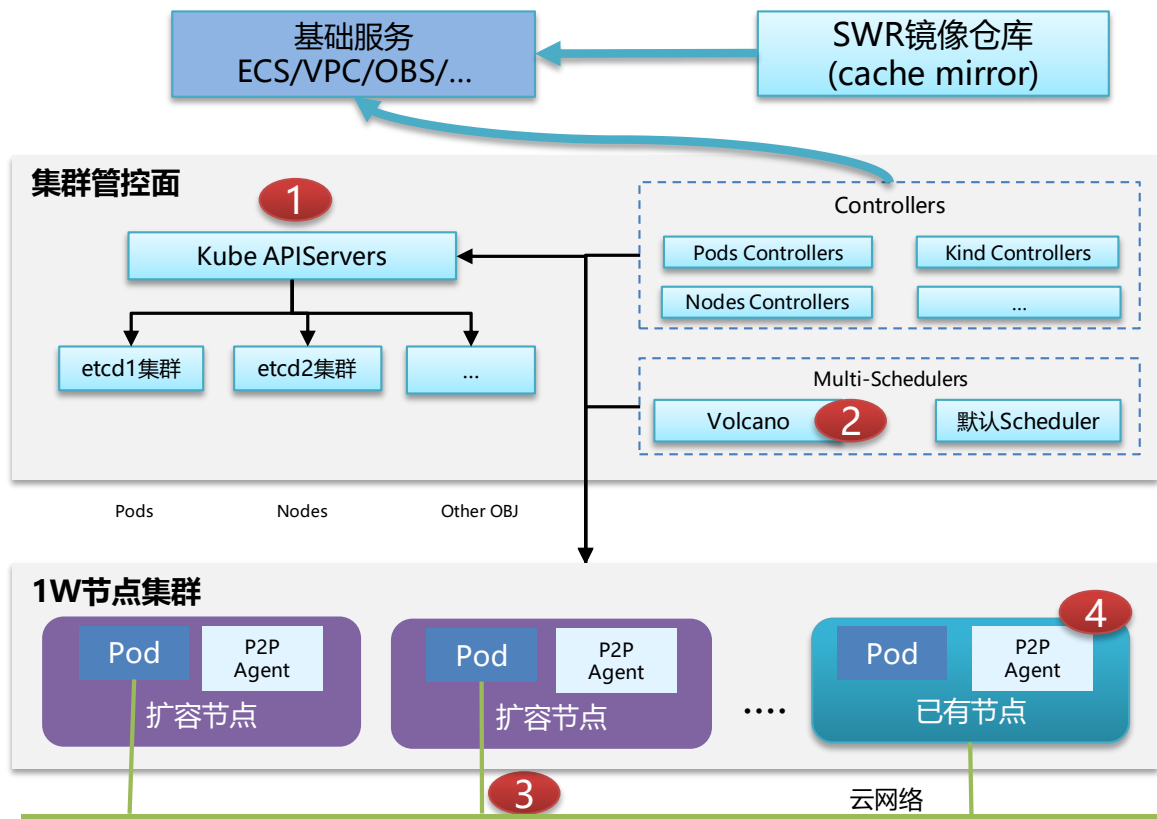 基础服务
ECS/VPC/OBS/...
SWR镜像仓库
(cache mirror)
集群管控面
1
Kube APIServers
etcd1集群
etcd2集群
...
Controllers
Pods Controllers
Kind Controllers
Nodes Controllers
...
Multi-Schedulers
Volcano
2
默认Scheduler
Pods
Nodes
Other OBJ
1W节点集群
Pod
P2P
Agent
扩容节点
Pod
P2P
Agent
扩容节点
....
4
Pod
P2P
Agent
已有节点
3
云网络